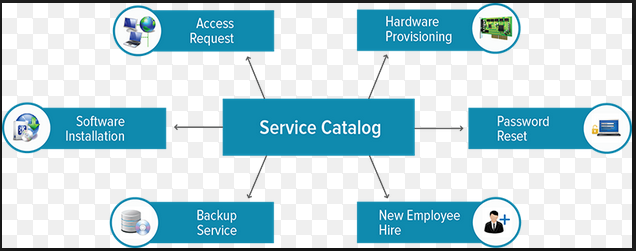 Access
Request
Hardware
Provisioning
Software
Installation
Service Catalog
Password
Reset
Backup
Service
New Employee
Hire